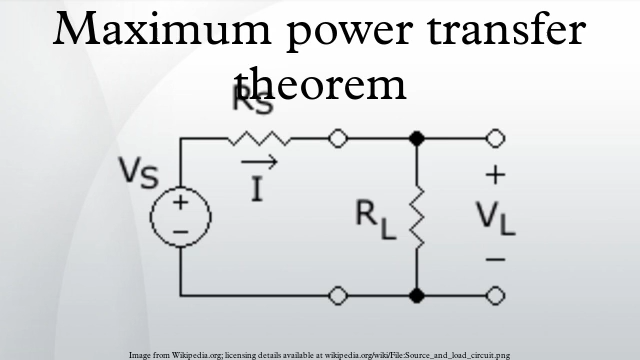 Maximum power transfer
theorem
RS
VS
I
+
−
RL
+
VL
−
Image from Wikipedia.org; licensing details available at wikipedia.org/wiki/File:Source_and_load_circuit.png